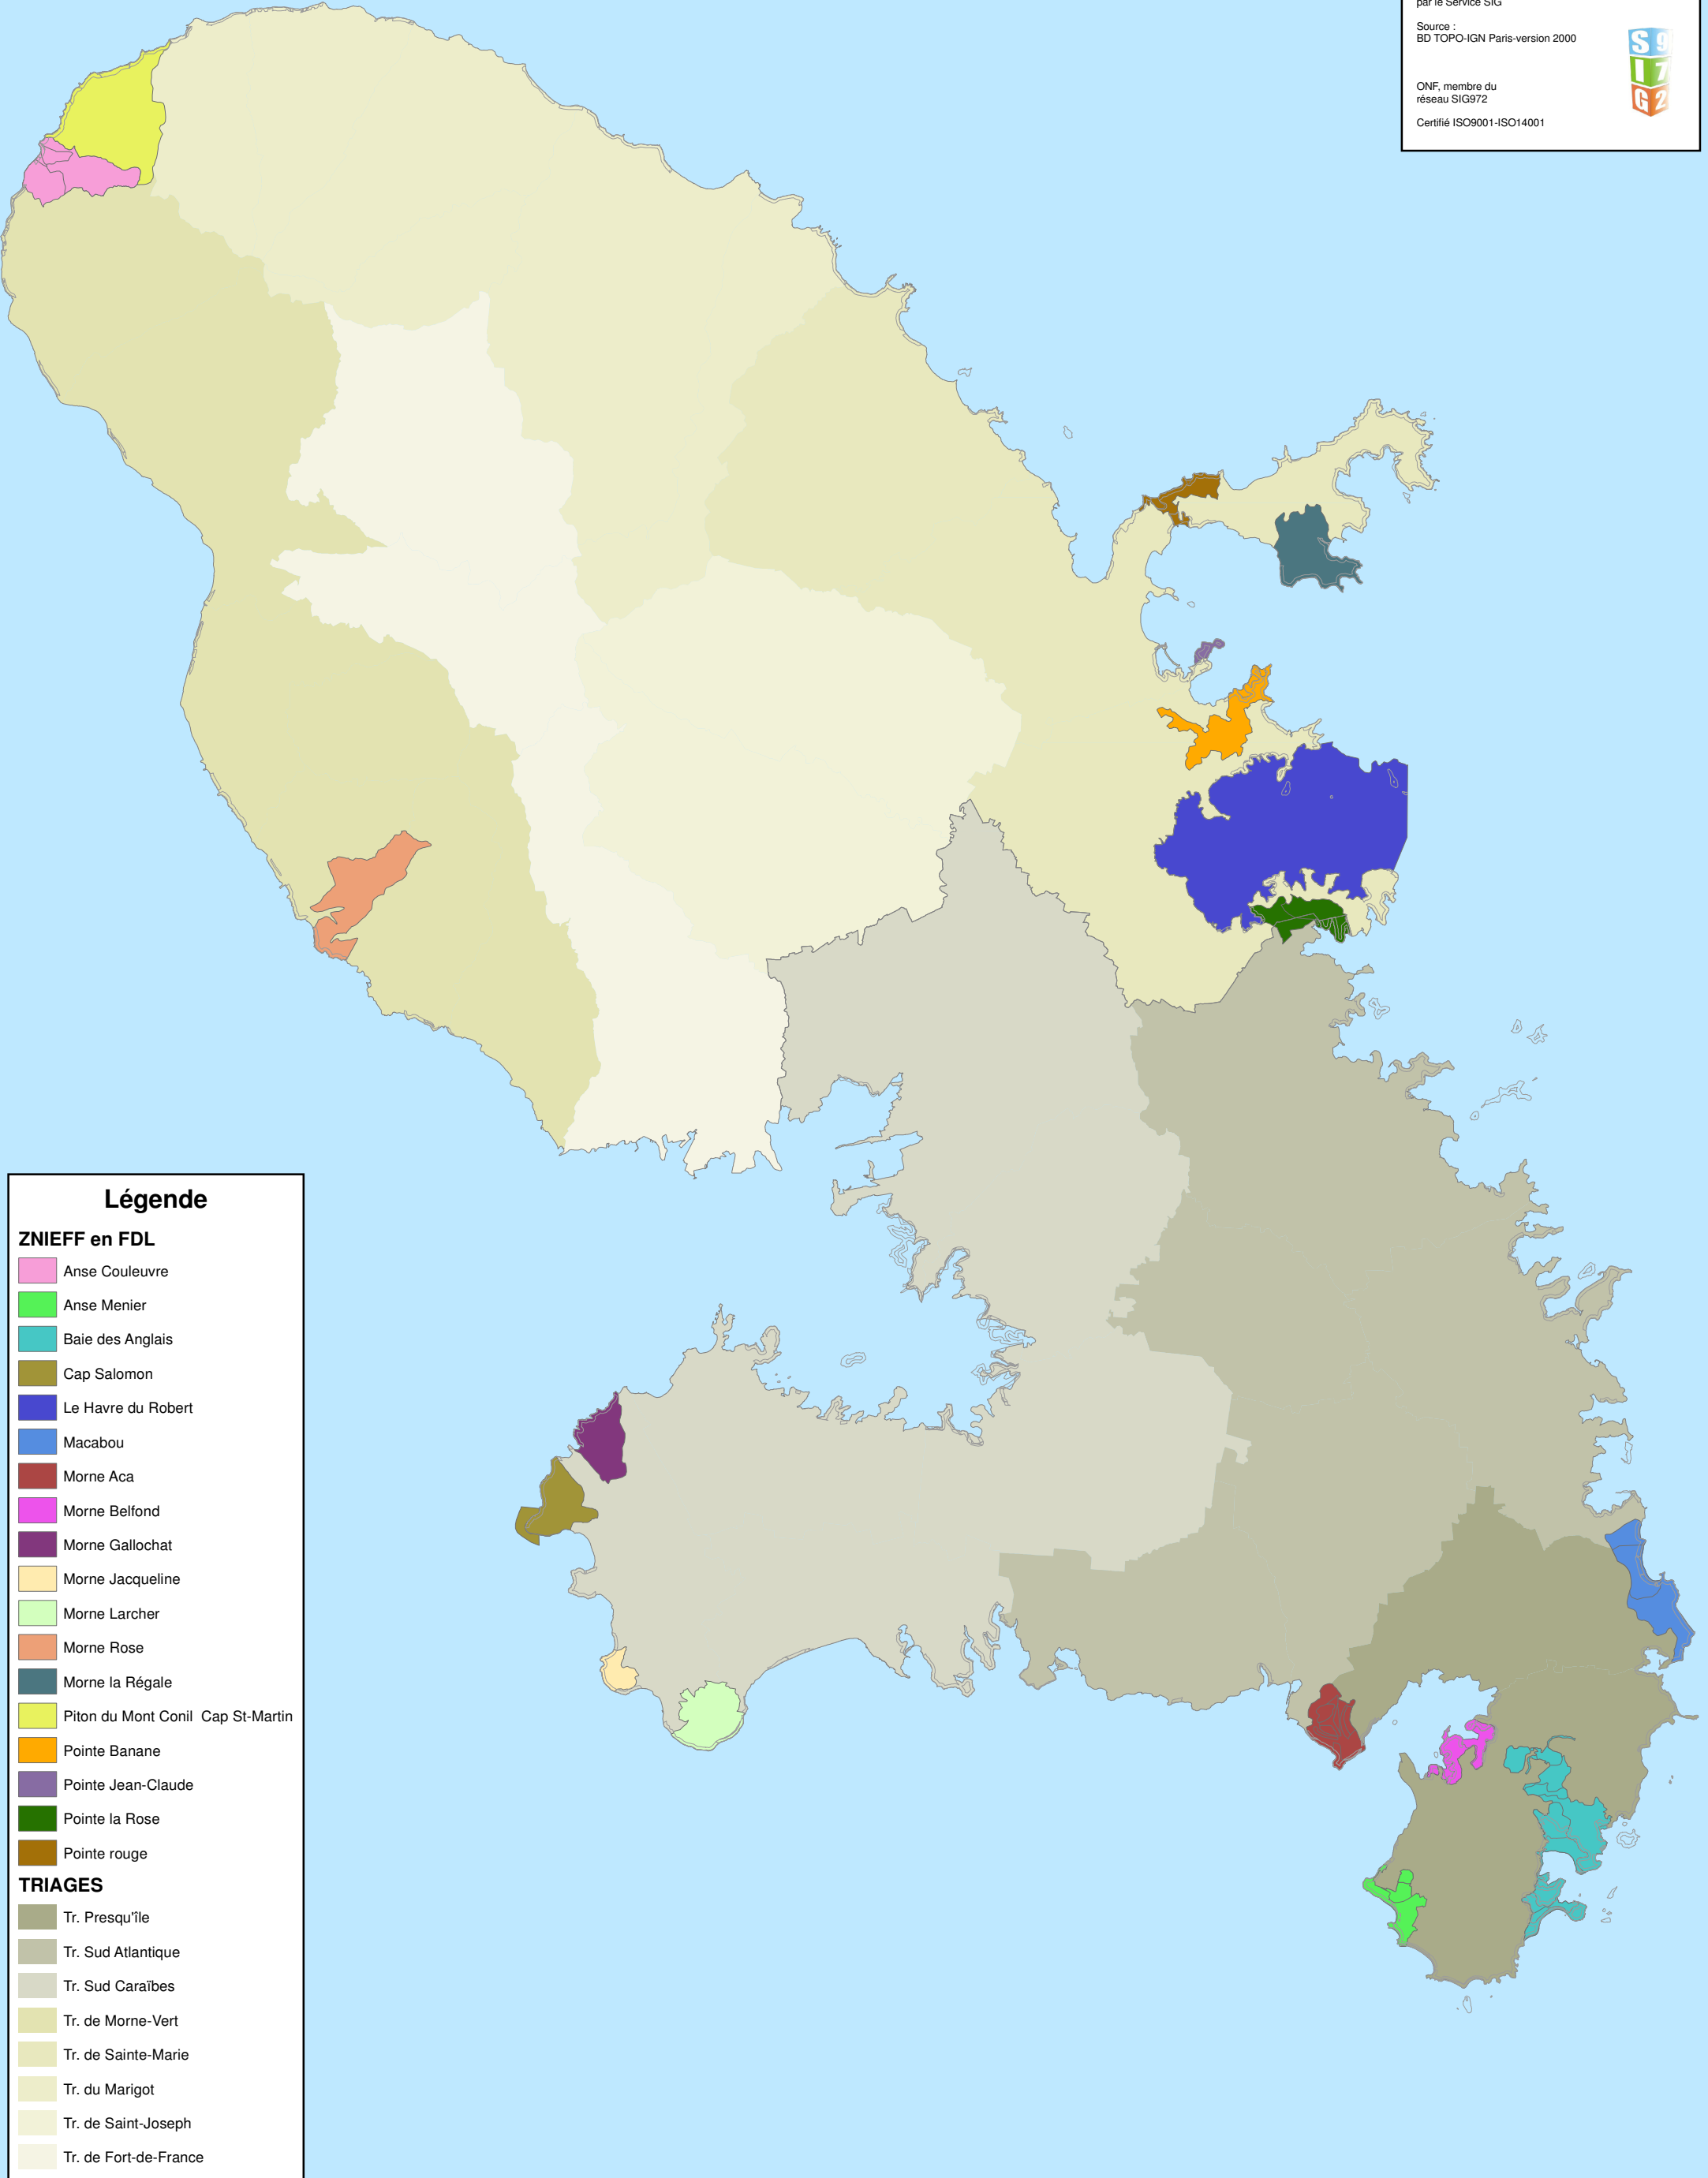 par le Service SIG
Source :
BD TOPO-IGN Paris-version 2000
ONF, membre du
réseau SIG972
Certifié ISO9001-ISO14001
S 9
I 7
G 2
Légende
ZNIEFF en FDL
Anse Couleuvre
Anse Menier
Baie des Anglais
Cap Salomon
Le Havre du Robert
Macabou
Morne Aca
Morne Belfond
Morne Gallochat
Morne Jacqueline
Morne Larcher
Morne Rose
Morne la Régale
Piton du Mont Conil Cap St-Martin
Pointe Banane
Pointe Jean-Claude
Pointe la Rose
Pointe rouge
TRIAGES
Tr. Presqu'île
Tr. Sud Atlantique
Tr. Sud Caraïbes
Tr. de Morne-Vert
Tr. de Sainte-Marie
Tr. du Marigot
Tr. de Saint-Joseph
Tr. de Fort-de-France